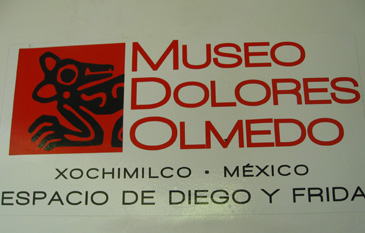 MUSEO
DOLORES
OLMEDO
XOCHIMILCO • MÉXICO
ESPACIO DE DIEGO Y FRIDA